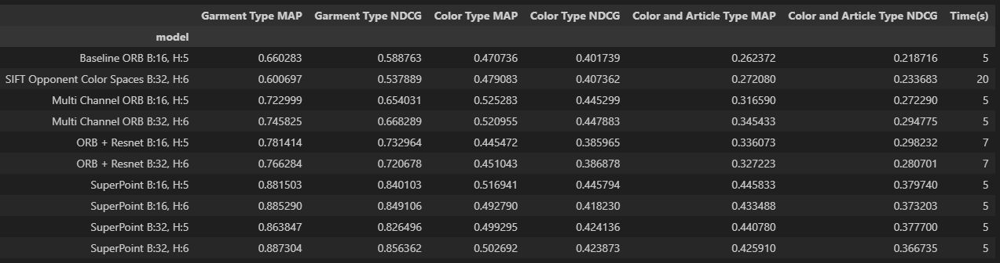 Garment Type MAP Garment Type NDCG Color Type MAP Color Type NDCG Color and Article Type MAP Color and Article Type NDCG Time(s)
model
Baseline ORB B:16, H:5 0.660283 0.588763 0.470736 0.401739 0.262372 0.218716 5
SIFT Opponent Color Spaces B:32, H:6 0.600697 0.537889 0.479083 0.407362 0.272080 0.233683 20
Multi Channel ORB B:16, H:5 0.722999 0.654031 0.525283 0.445299 0.316590 0.272290 5
Multi Channel ORB B:32, H:6 0.745825 0.668289 0.520955 0.447883 0.345433 0.294775 5
ORB + Resnet B:16, H:5 0.781414 0.732964 0.445472 0.385965 0.336073 0.298232 7
ORB + Resnet B:32, H:6 0.766284 0.720678 0.451043 0.386878 0.327223 0.280701 7
SuperPoint B:16, H:5 0.881503 0.840103 0.516941 0.445794 0.445833 0.379740 5
SuperPoint B:16, H:6 0.885290 0.849106 0.492790 0.418230 0.433488 0.373203 5
SuperPoint B:32, H:5 0.863847 0.826496 0.499295 0.424136 0.440780 0.377700 5
SuperPoint B:32, H:6 0.887304 0.856362 0.502692 0.423873 0.425910 0.366735 5